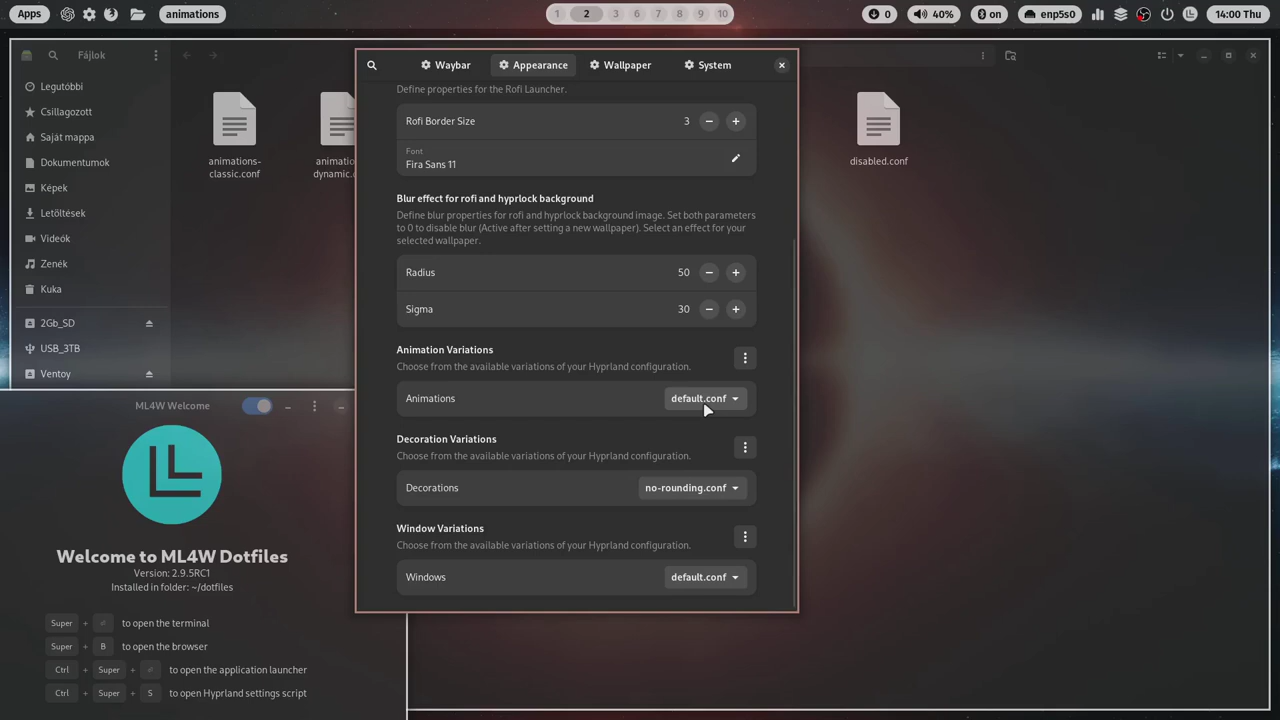 Apps
animations
1 2 3 6 7 8 9 10
0
40%
on
enp5s0
14:00 Thu
Fájlok
Legutóbbi
Csillagozott
Saját mappa
Dokumentumok
Képek
Letöltések
Videók
Zenék
Kuka
2Gb_SD
USB_3TB
Ventoy
animations-
classic.conf
animatio
dynamic.c
disabled.conf
Waybar
Appearance
Wallpaper
System
Define properties for the Rofi Launcher.
Rofi Border Size 3
Font
Fira Sans 11
Blur effect for rofi and hyprlock background
Define blur properties for rofi and hyprlock background image. Set both parameters
to 0 to disable blur (Active after setting a new wallpaper). Select an effect for your
selected wallpaper.
Radius 50
Sigma 30
Animation Variations
Choose from the available variations of your Hyprland configuration.
Animations default.conf
Decoration Variations
Choose from the available variations of your Hyprland configuration.
Decorations no-rounding.conf
Window Variations
Choose from the available variations of your Hyprland configuration.
Windows default.conf
ML4W Welcome
Welcome to ML4W Dotfiles
Version: 2.9.5RC1
Installed in folder: ~/dotfiles
Super + ⏎ to open the terminal
Super + B to open the browser
Ctrl + Super + ⏎ to open the application launcher
Ctrl + Super + S to open Hyprland settings script